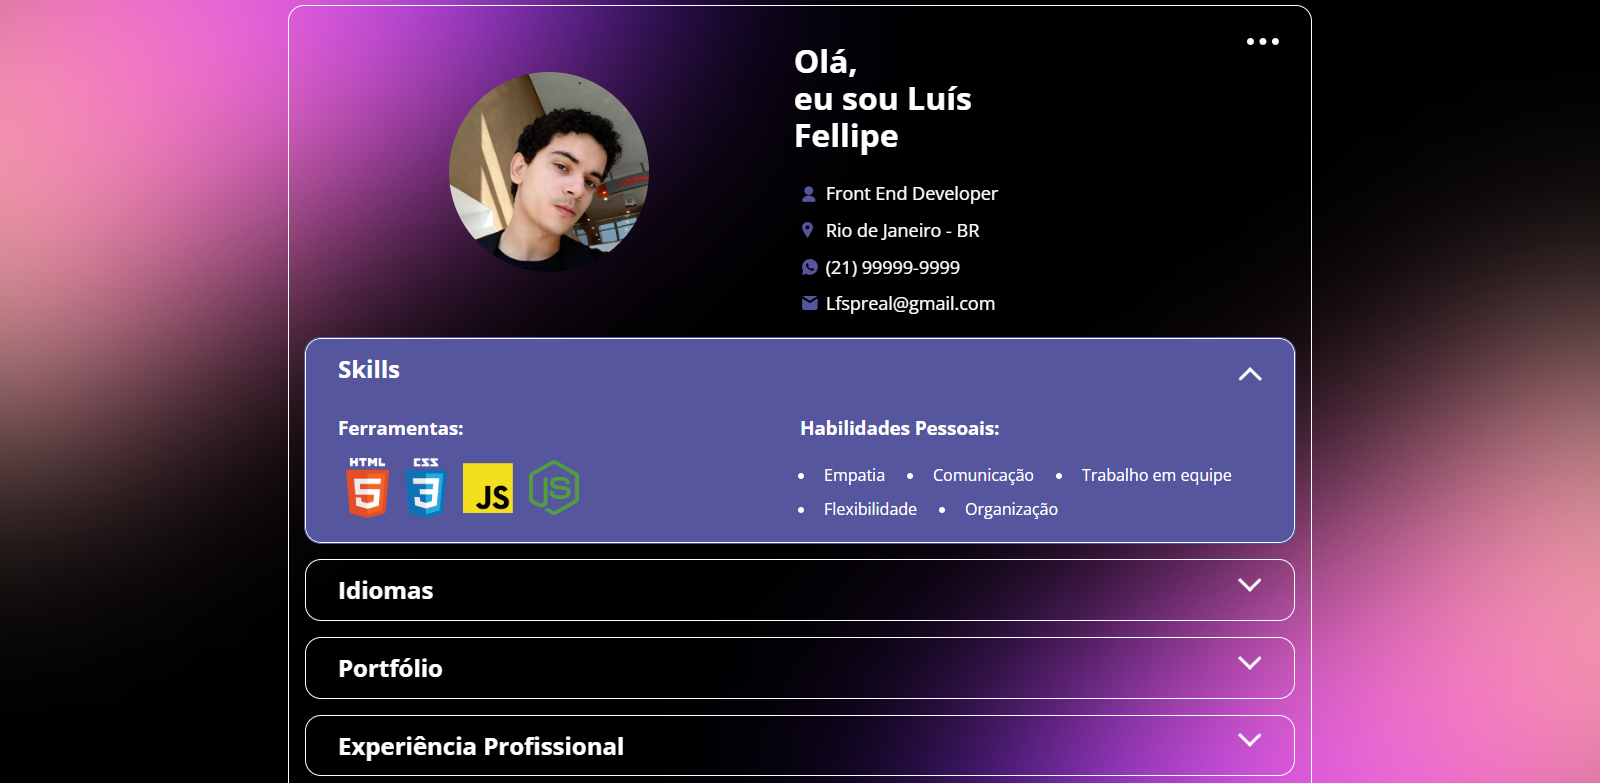 Olá,
eu sou Luís
Fellipe
Front End Developer
Rio de Janeiro - BR
(21) 99999-9999
Lfspreal@gmail.com
Skills
Ferramentas:
HTML
5
CSS
3
JS
JS
Habilidades Pessoais:
Empatia
Comunicação
Trabalho em equipe
Flexibilidade
Organização
Idiomas
Portfólio
Experiência Profissional